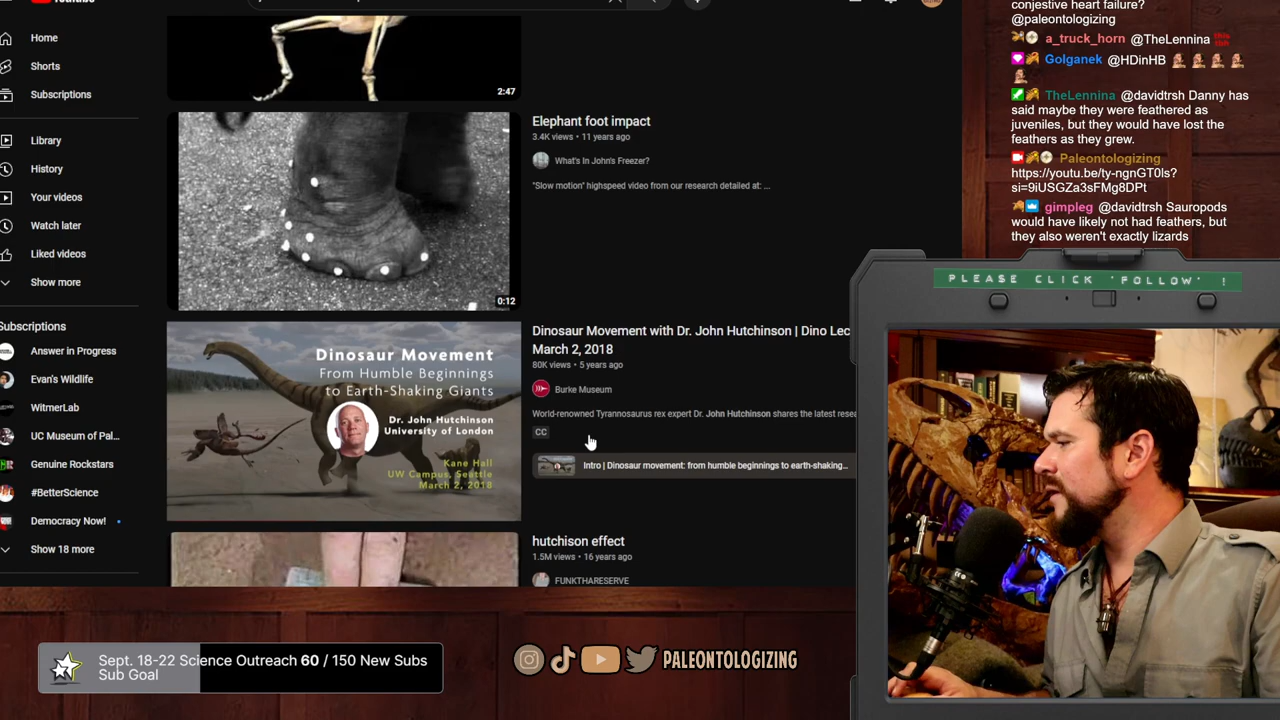 Home
Shorts
Subscriptions
Library
History
Your videos
Watch later
Liked videos
Show more
Subscriptions
Answer in Progress
Evan's Wildlife
WitmerLab
UC Museum of Pal...
Genuine Rockstars
#BetterScience
Democracy Now!
Show 18 more
2:47
0:12
Elephant foot impact
3.4K views • 11 years ago
What's In John's Freezer?
"Slow motion" highspeed video from our research detailed at: ...
Dinosaur Movement
From Humble Beginnings
to Earth-Shaking Giants
Dr. John Hutchinson
University of London
Kane Hall
UW Campus, Seattle
March 2, 2018
Dinosaur Movement with Dr. John Hutchinson | Dino Lec
March 2, 2018
80K views • 5 years ago
Burke Museum
World-renowned Tyrannosaurus rex expert Dr. John Hutchinson shares the latest resea
CC
Intro | Dinosaur movement: from humble beginnings to earth-shaking...
hutchison effect
1.5M views • 16 years ago
FUNKTHARESERVE
congestive heart failure?
@paleontologizing
a_truck_horn @TheLennina
Golganek @HDinHB
TheLennina @davidtrsh Danny has
said maybe they were feathered as
juveniles, but they would have lost the
feathers as they grew.
Paleontologizing
https://youtu.be/ty-ngnGT0ls?
si=9iUSGZa3sFMg8DPt
gimpleg @davidtrsh Sauropods
would have likely not had feathers, but
they also weren't exactly lizards
PLEASE CLICK 'FOLLOW' !
Sept. 18-22 Science Outreach 60 / 150 New Subs
Sub Goal
PALEONTOLOGIZING